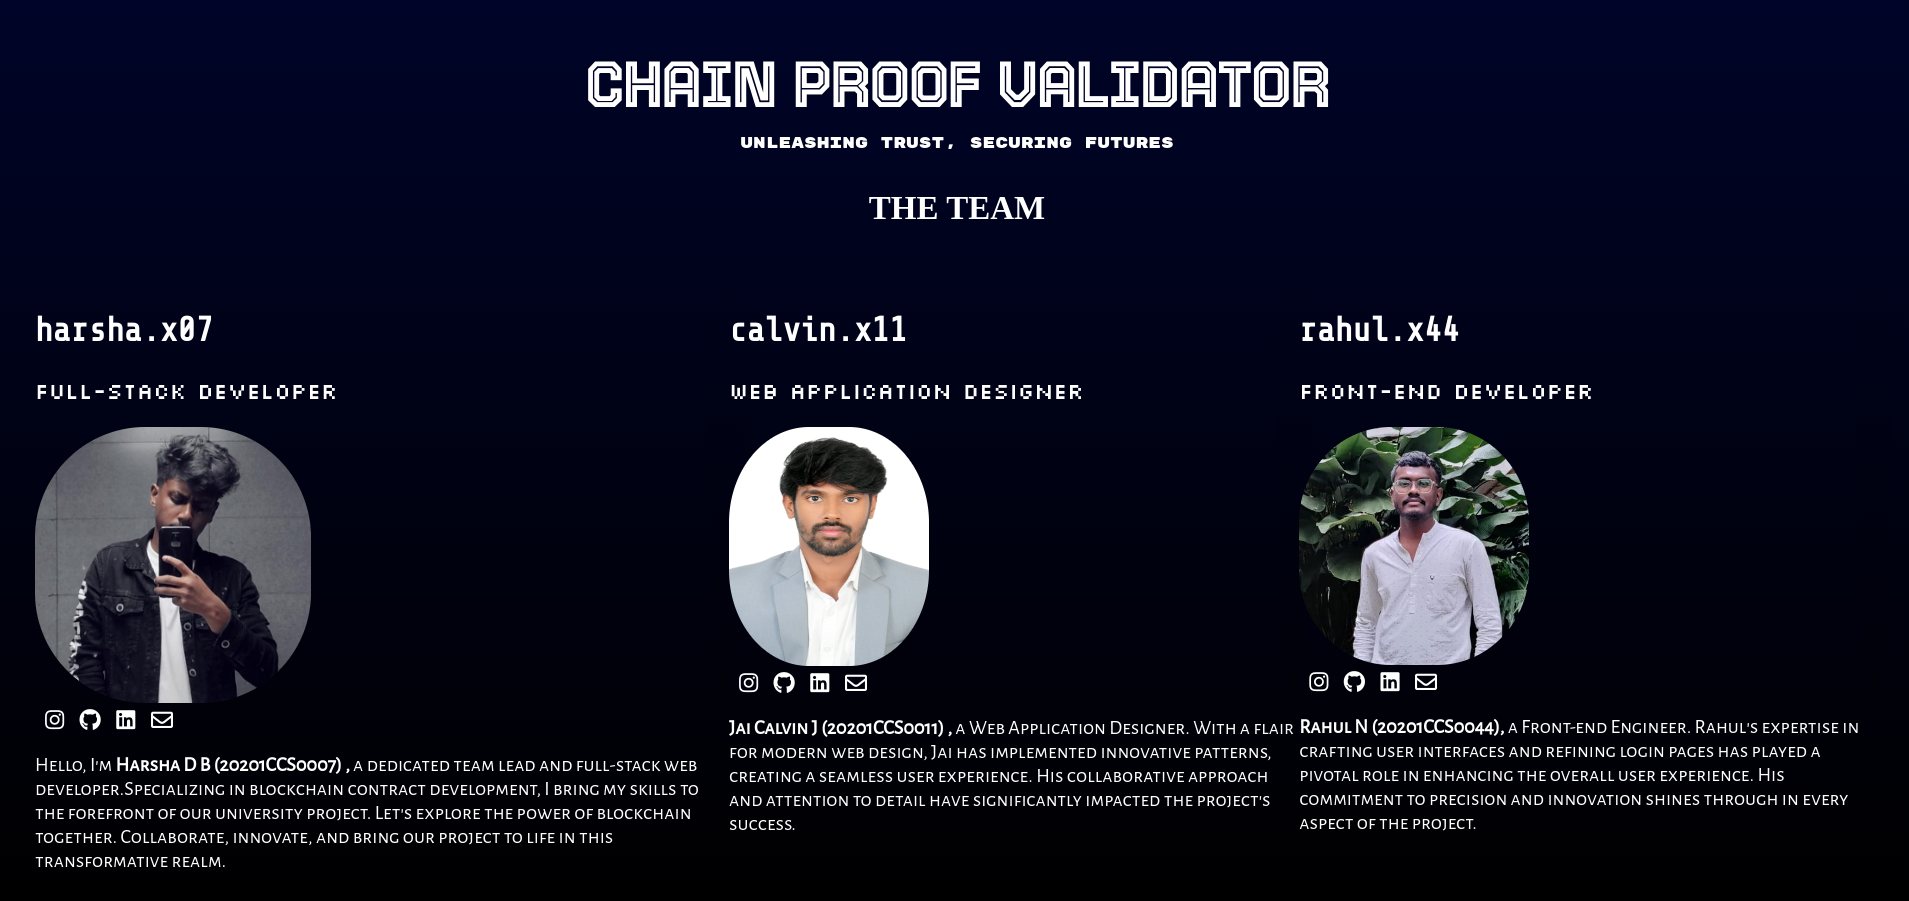 CHAIN PROOF VALIDATOR
UNLEASHING TRUST, SECURING FUTURES
THE TEAM
harsha.x07
FULL-STACK DEVELOPER
Hello, I'm Harsha D B (20201CCS0007) , a dedicated team lead and full-stack web
developer.Specializing in blockchain contract development, I bring my skills to
the forefront of our university project. Let's explore the power of blockchain
together. Collaborate, innovate, and bring our project to life in this
transformative realm.
calvin.x11
WEB APPLICATION DESIGNER
Jai Calvin J (20201CCS0011) , a Web Application Designer. With a flair
for modern web design, Jai has implemented innovative patterns,
creating a seamless user experience. His collaborative approach
and attention to detail have significantly impacted the project's
success.
rahul.x44
FRONT-END DEVELOPER
Rahul N (20201CCS0044), a Front-end Engineer. Rahul's expertise in
crafting user interfaces and refining login pages has played a
pivotal role in enhancing the overall user experience. His
commitment to precision and innovation shines through in every
aspect of the project.